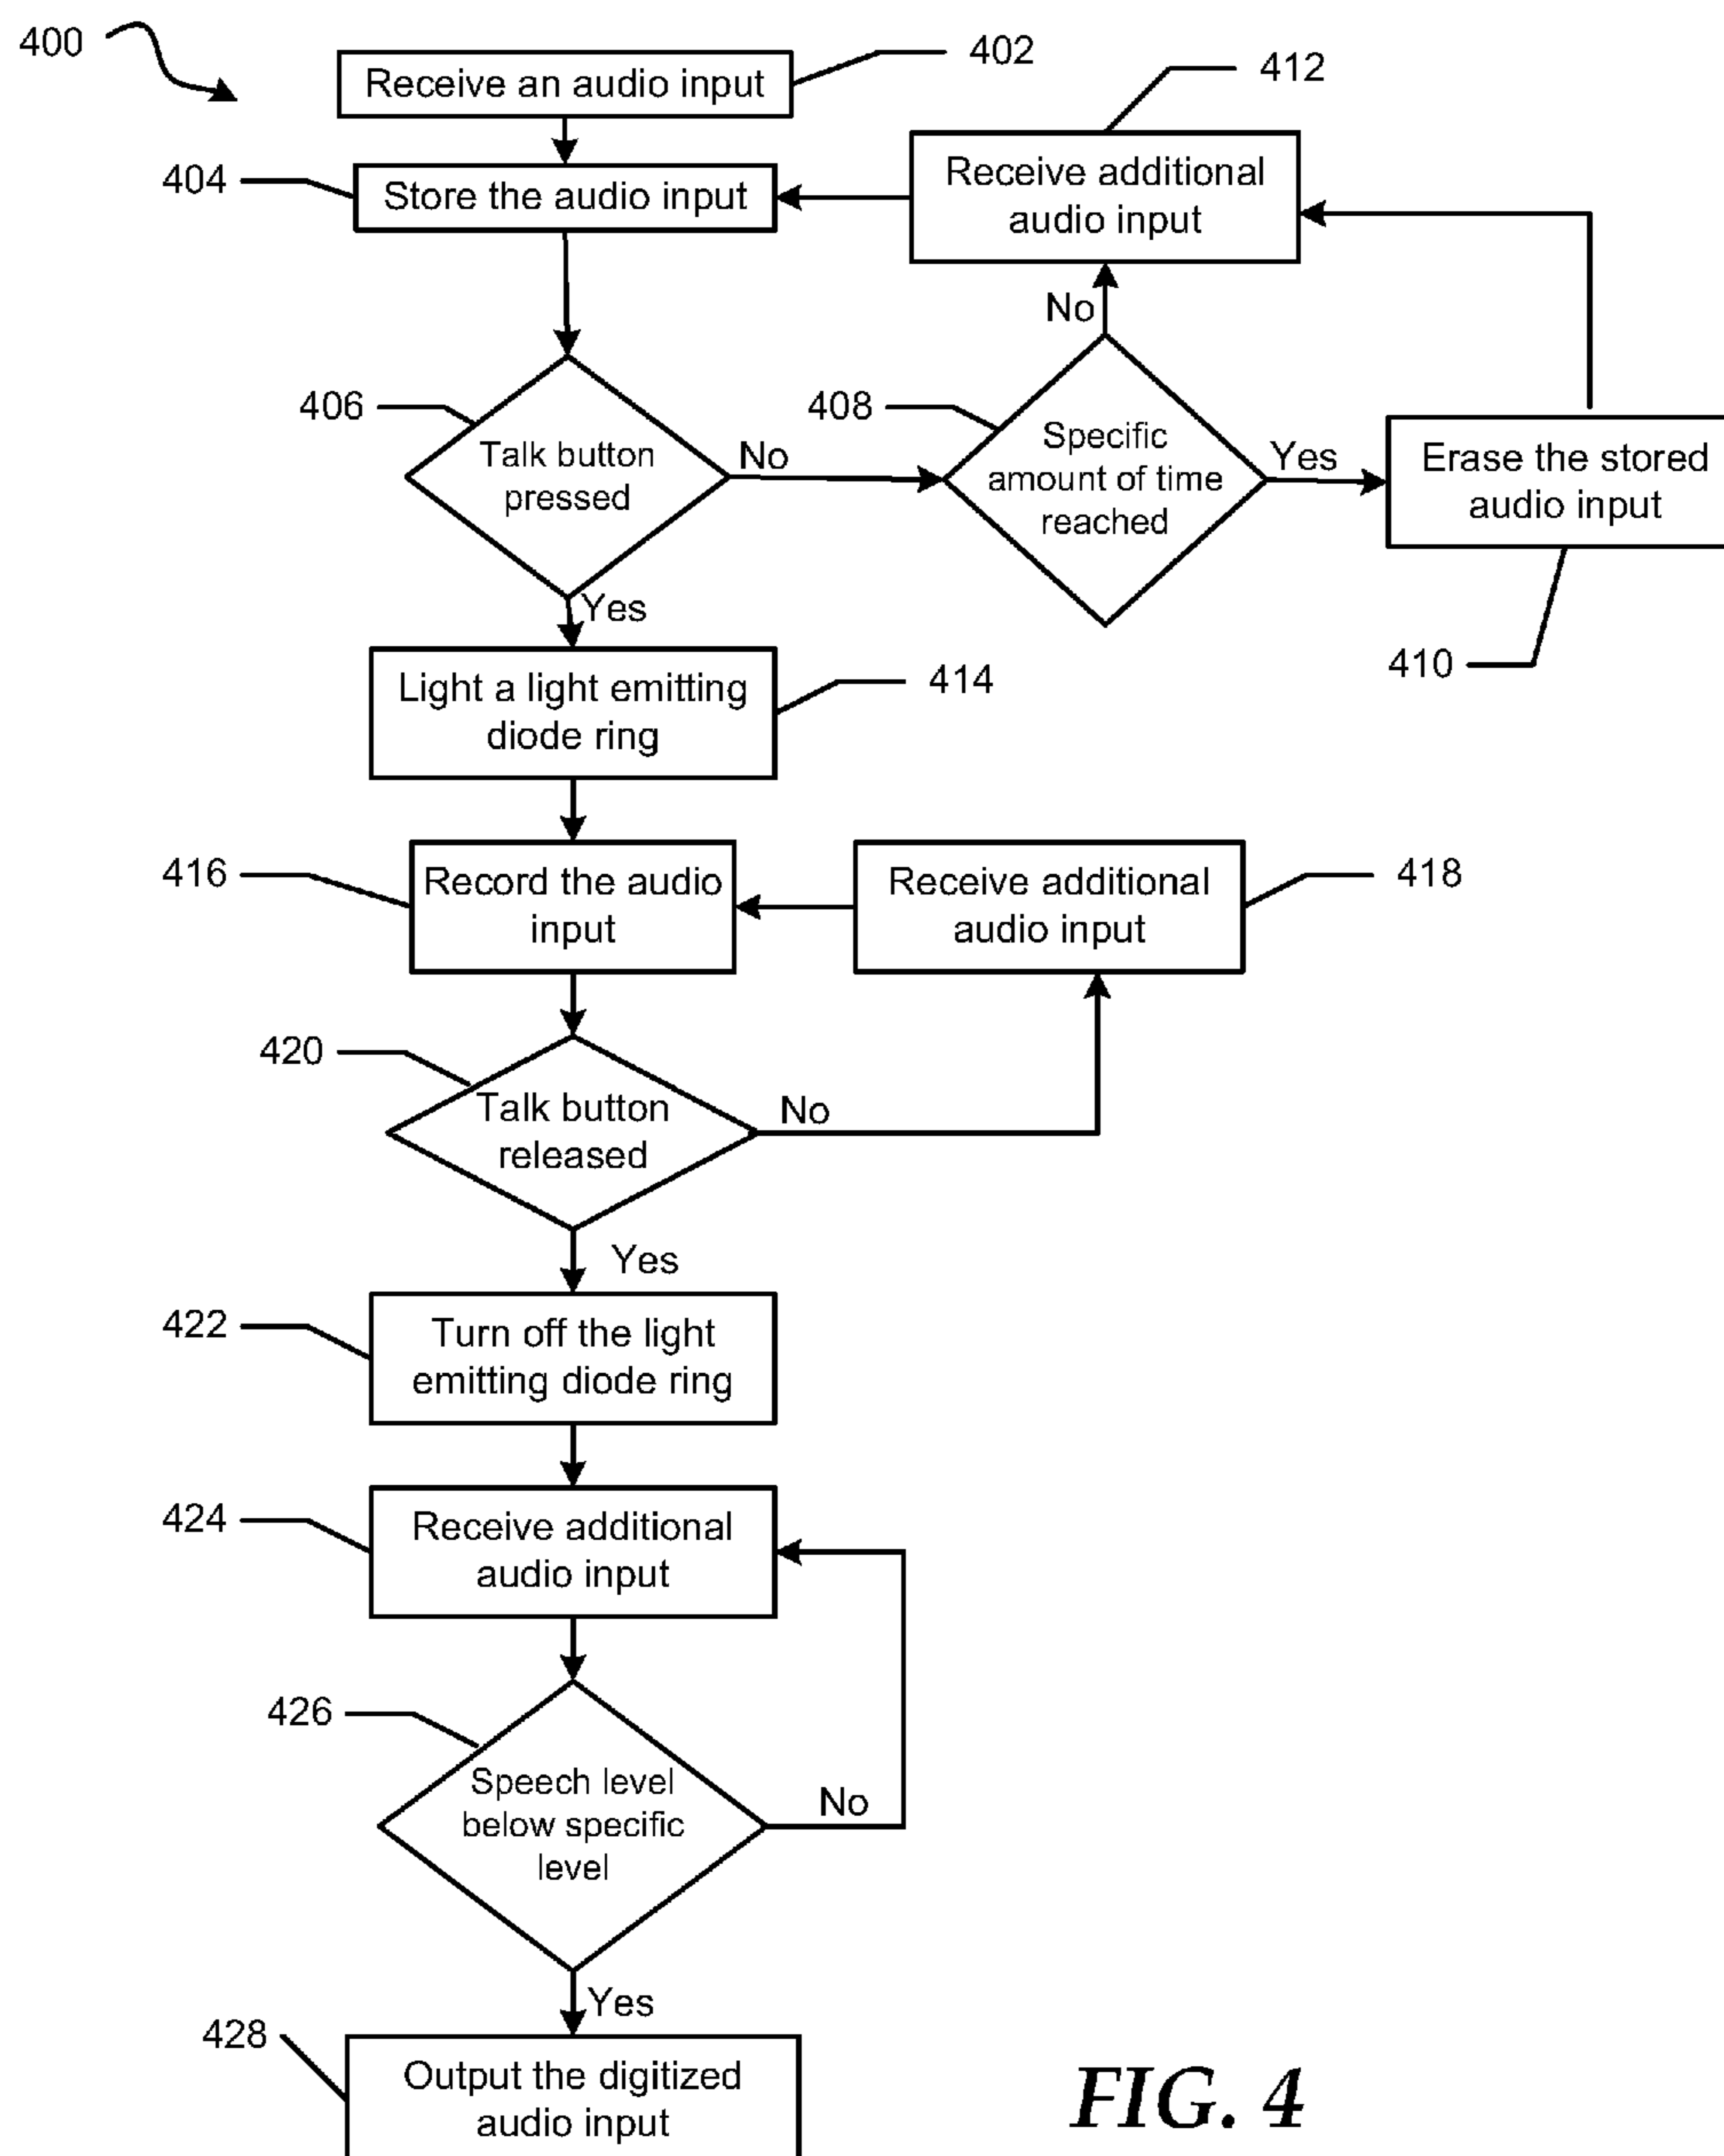 400
Receive an audio input
402
412
404
Store the audio input
Receive additional
audio input
No
406
Talk button
pressed
No
408
Specific
amount of time
reached
Yes
Erase the stored
audio input
410
Yes
Light a light emitting
diode ring
414
416
Record the audio
input
Receive additional
audio input
418
420
Talk button
released
No
Yes
422
Turn off the light
emitting diode ring
424
Receive additional
audio input
426
Speech level
below specific
level
No
Yes
428
Output the digitized
audio input
FIG. 4